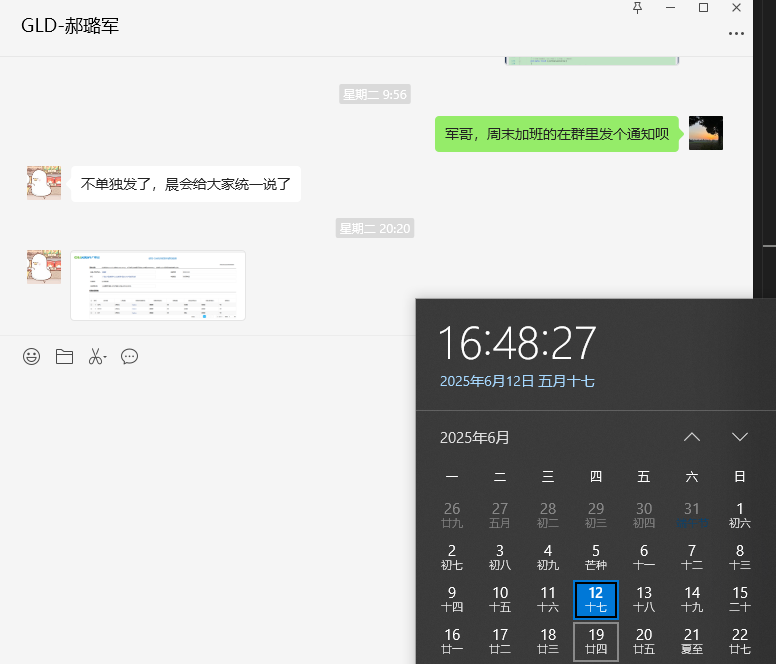 GLD-郝璐军
星期二 9:56
军哥，周末加班的在群里发个通知呗
不单独发了，晨会给大家统一说了
星期二 20:20
16:48:27
2025年6月12日 五月十七
2025年6月
一 二 三 四 五 六 日
26 27 28 29 30 31 1
廿九 五月 初二 初三 初四 初六
2 3 4 5 6 7 8
初七 初八 初九 芒种 十一 十二 十三
9 10 11 12 13 14 15
十四 十五 十六 十七 十八 十九 二十
16 17 18 19 20 21 22
廿一 廿二 廿三 廿四 廿五 夏至 廿七